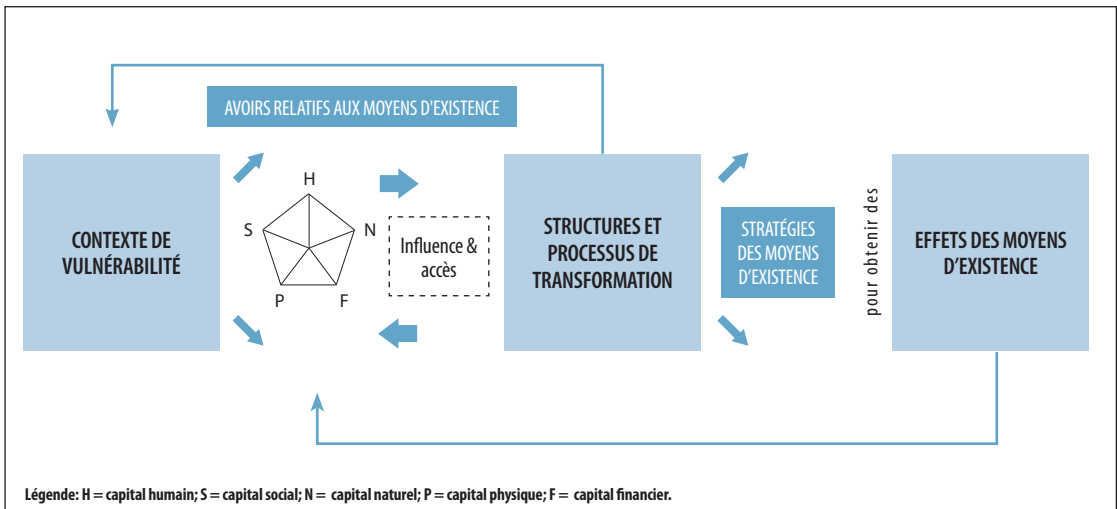 AVOIRS RELATIFS AUX MOYENS D'EXISTENCE
CONTEXTE DE
VULNÉRABILITÉ
H
S
N
P
F
Influence &
accès
STRUCTURES ET
PROCESSUS DE
TRANSFORMATION
STRATÉGIES
DES MOYENS
D'EXISTENCE
pour obtenir des
EFFETS DES MOYENS
D'EXISTENCE
Légende: H = capital humain; S = capital social; N = capital naturel; P = capital physique; F = capital financier.